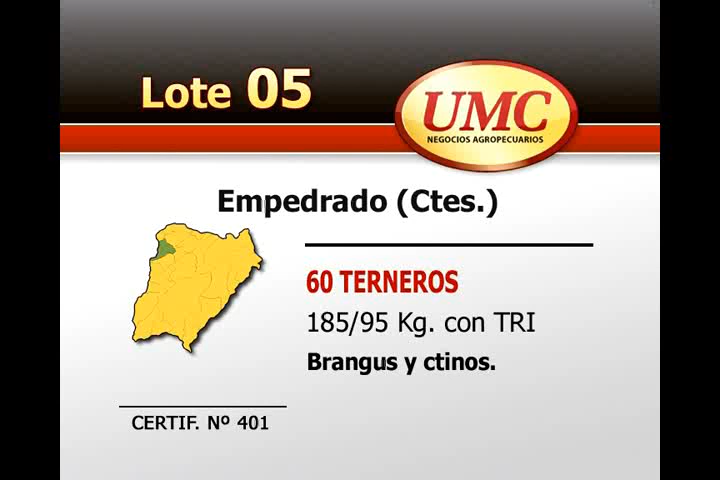 Lote 05
UMC
NEGOCIOS AGROPECUARIOS
Empedrado (Ctes.)
60 TERNEROS
185/95 Kg. con TRI
Brangus y ctinos.
CERTIF. Nº 401